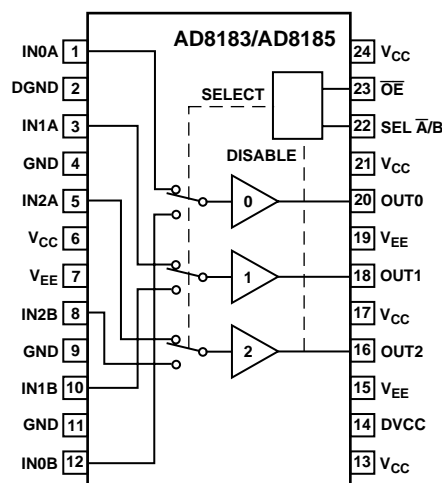 AD8183/AD8185
IN0A 1
DGND 2
IN1A 3
GND 4
IN2A 5
VCC 6
VEE 7
IN2B 8
GND 9
IN1B 10
GND 11
IN0B 12
SELECT
DISABLE
0
1
2
24 VCC
23 O̅E̅
22 SEL A̅/B
21 VCC
20 OUT0
19 VEE
18 OUT1
17 VCC
16 OUT2
15 VEE
14 DVCC
13 VCC